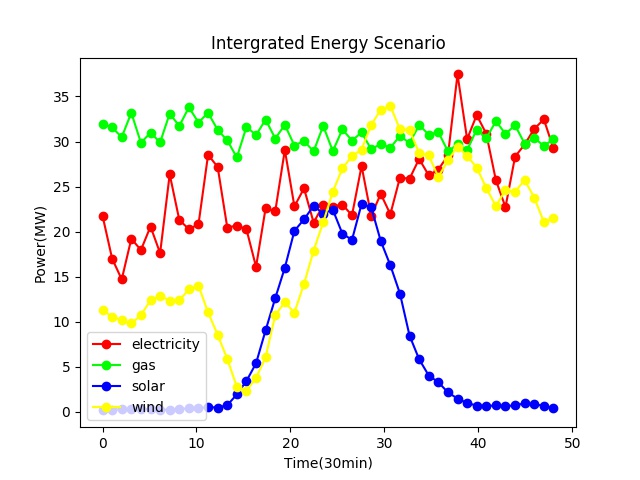 Intergrated Energy Scenario
Power(MW)
35
30
25
20
15
10
5
0
electricity
gas
solar
wind
0 10 20 30 40 50
Time(30min)